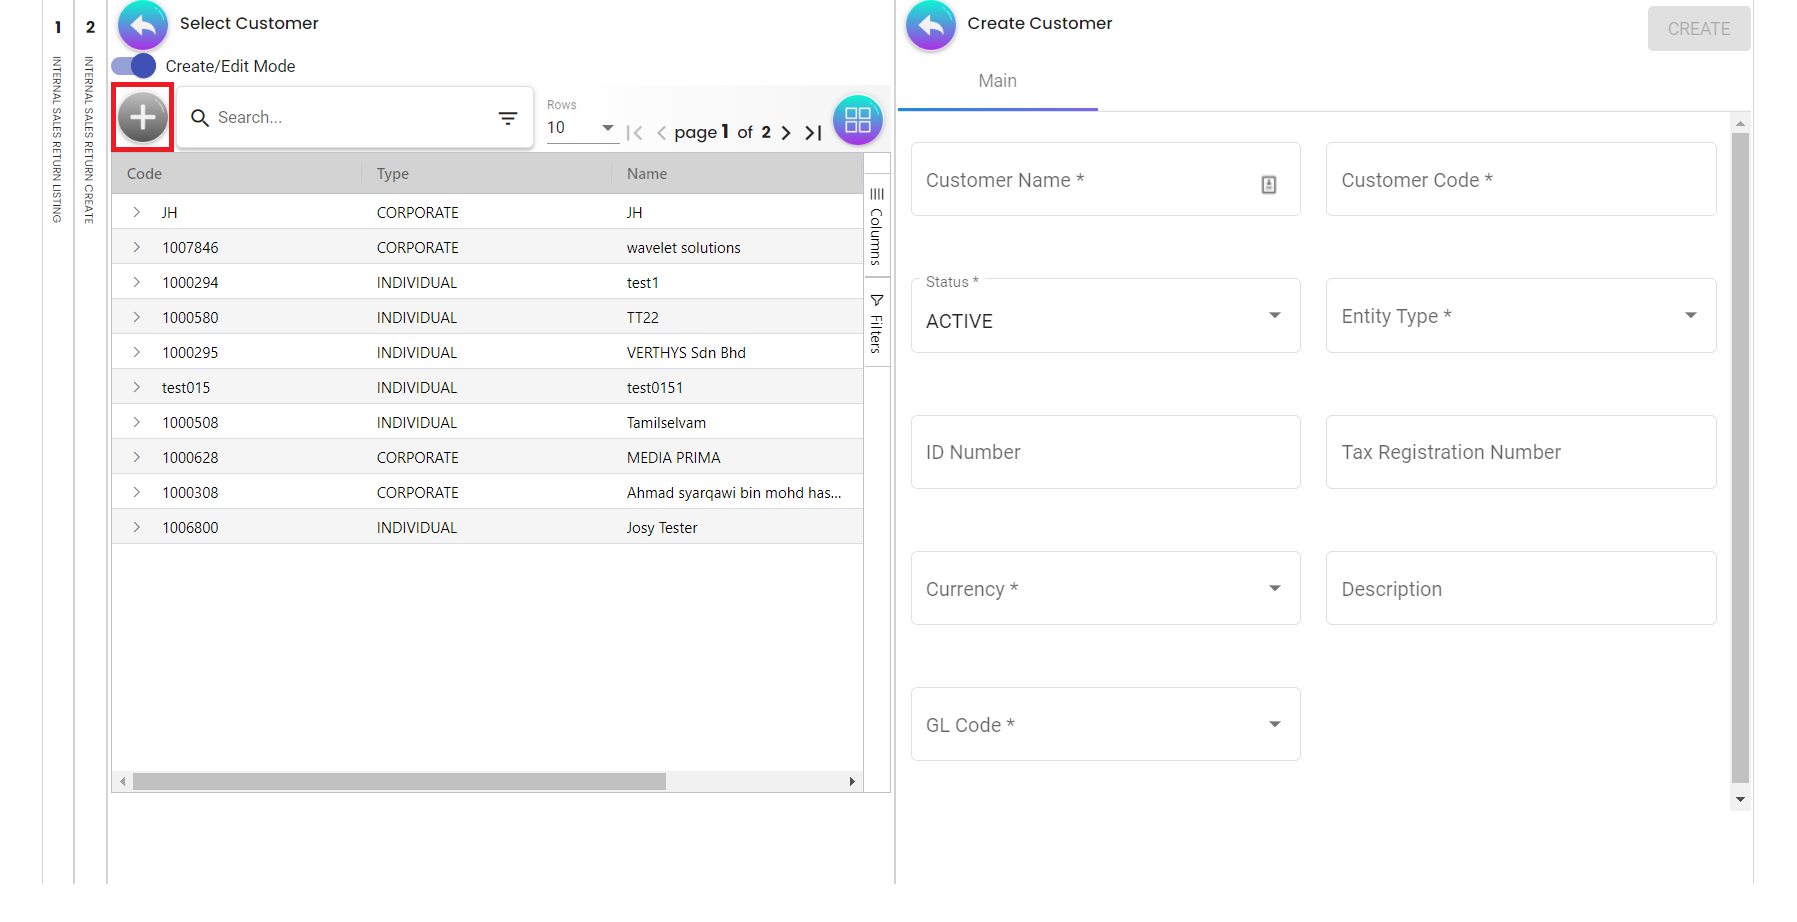 1
INTERNAL SALES RETURN LISTING
2
INTERNAL SALES RETURN CREATE
Select Customer
Create/Edit Mode
Search...
Rows
10
page 1 of 2
Code Type Name
JH CORPORATE JH
1007846 CORPORATE wavelet solutions
1000294 INDIVIDUAL test1
1000580 INDIVIDUAL TT22
1000295 INDIVIDUAL VERTHYS Sdn Bhd
test015 INDIVIDUAL test0151
1000508 INDIVIDUAL Tamilselvam
1000628 CORPORATE MEDIA PRIMA
1000308 CORPORATE Ahmad syarqawi bin mohd has...
1006800 INDIVIDUAL Josy Tester
Columns
Filters
Create Customer
CREATE
Main
Customer Name *
Customer Code *
Status *
ACTIVE
Entity Type *
ID Number
Tax Registration Number
Currency *
Description
GL Code *